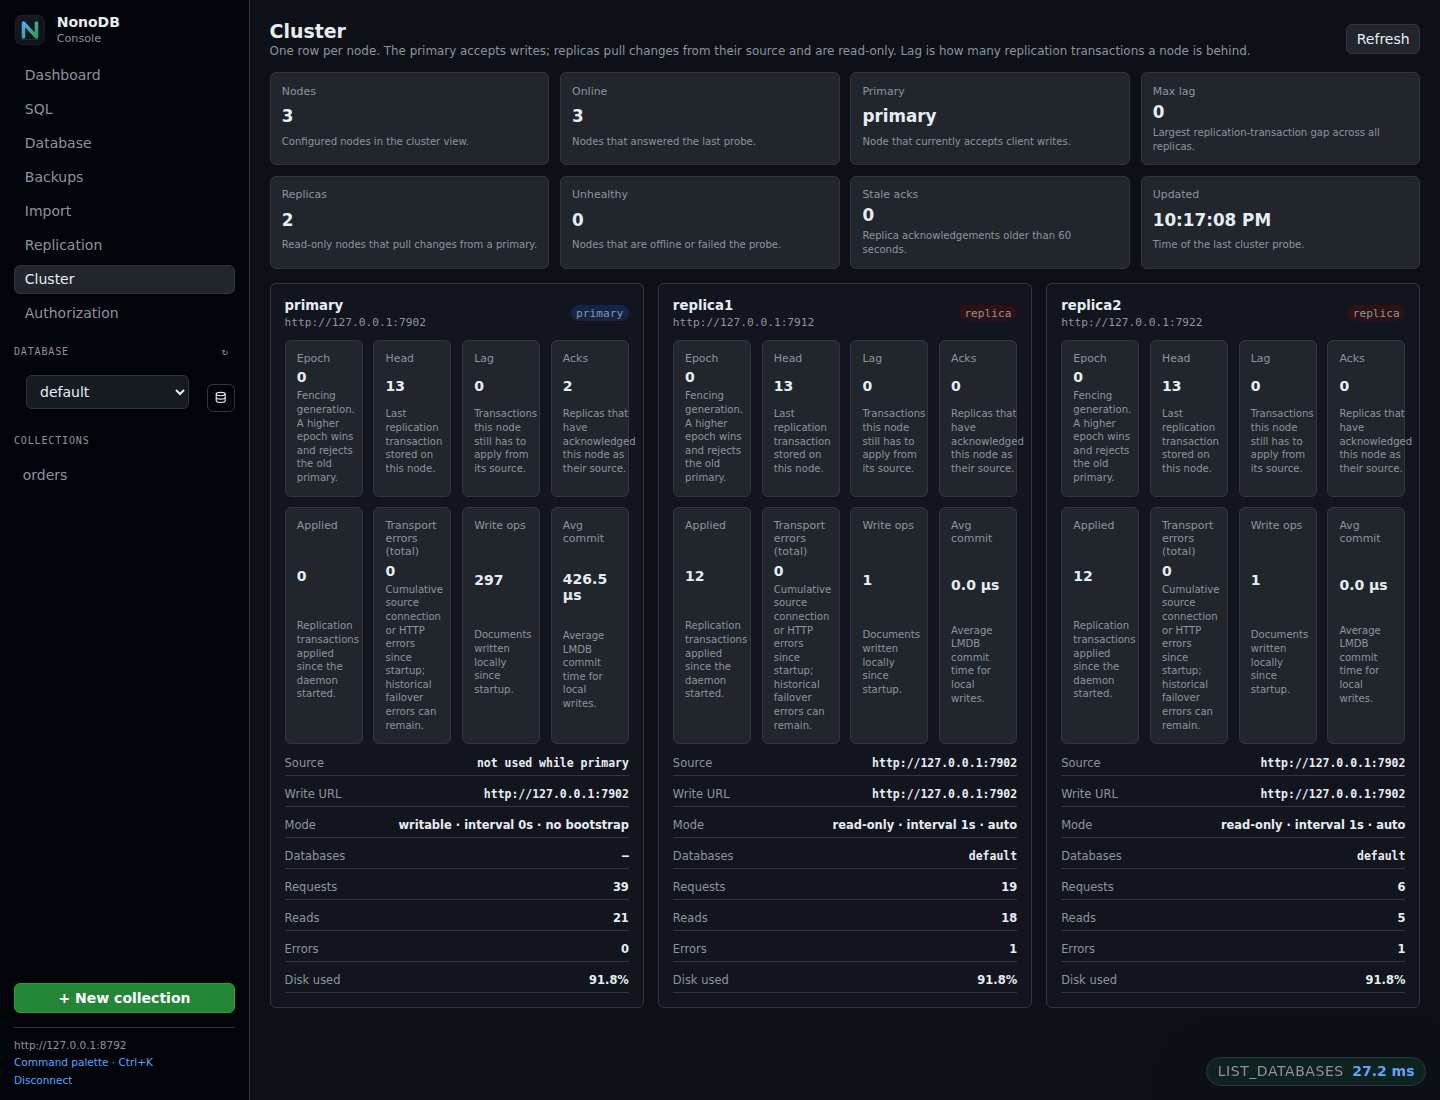 NonoDB
Console
Dashboard
SQL
Database
Backups
Import
Replication
Cluster
Authorization
DATABASE
↻
default
COLLECTIONS
orders
+ New collection
http://127.0.0.1:8792
Command palette · Ctrl+K
Disconnect
Cluster
One row per node. The primary accepts writes; replicas pull changes from their source and are read-only. Lag is how many replication transactions a node is behind.
Refresh
Nodes
3
Configured nodes in the cluster view.
Online
3
Nodes that answered the last probe.
Primary
primary
Node that currently accepts client writes.
Max lag
0
Largest replication-transaction gap across all
replicas.
Replicas
2
Read-only nodes that pull changes from a primary.
Unhealthy
0
Nodes that are offline or failed the probe.
Stale acks
0
Replica acknowledgements older than 60
seconds.
Updated
10:17:08 PM
Time of the last cluster probe.
primary
http://127.0.0.1:7902
primary
Epoch
0
Fencing
generation.
A higher
epoch wins
and rejects
the old
primary.
Head
13
Last
replication
transaction
stored on
this node.
Lag
0
Transactions
this node
still has to
apply from
its source.
Acks
2
Replicas that
have
acknowledged
this node as
their source.
Applied
0
Replication
transactions
applied
since the
daemon
started.
Transport
errors
(total)
0
Cumulative
source
connection
or HTTP
errors
since
startup;
historical
failover
errors can
remain.
Write ops
297
Documents
written
locally
since
startup.
Avg
commit
426.5
µs
Average
LMDB
commit
time for
local
writes.
Source not used while primary
Write URL http://127.0.0.1:7902
Mode writable · interval 0s · no bootstrap
Databases —
Requests 39
Reads 21
Errors 0
Disk used 91.8%
replica1
http://127.0.0.1:7912
replica
Epoch
0
Fencing
generation.
A higher
epoch wins
and rejects
the old
primary.
Head
13
Last
replication
transaction
stored on
this node.
Lag
0
Transactions
this node
still has to
apply from
its source.
Acks
0
Replicas that
have
acknowledged
this node as
their source.
Applied
12
Replication
transactions
applied
since the
daemon
started.
Transport
errors
(total)
0
Cumulative
source
connection
or HTTP
errors
since
startup;
historical
failover
errors can
remain.
Write ops
1
Documents
written
locally
since
startup.
Avg
commit
0.0 µs
Average
LMDB
commit
time for
local
writes.
Source http://127.0.0.1:7902
Write URL http://127.0.0.1:7902
Mode read-only · interval 1s · auto
Databases default
Requests 19
Reads 18
Errors 1
Disk used 91.8%
replica2
http://127.0.0.1:7922
replica
Epoch
0
Fencing
generation.
A higher
epoch wins
and rejects
the old
primary.
Head
13
Last
replication
transaction
stored on
this node.
Lag
0
Transactions
this node
still has to
apply from
its source.
Acks
0
Replicas that
have
acknowledged
this node as
their source.
Applied
12
Replication
transactions
applied
since the
daemon
started.
Transport
errors
(total)
0
Cumulative
source
connection
or HTTP
errors
since
startup;
historical
failover
errors can
remain.
Write ops
1
Documents
written
locally
since
startup.
Avg
commit
0.0 µs
Average
LMDB
commit
time for
local
writes.
Source http://127.0.0.1:7902
Write URL http://127.0.0.1:7902
Mode read-only · interval 1s · auto
Databases default
Requests 6
Reads 5
Errors 1
Disk used 91.8%
LIST_DATABASES 27.2 ms